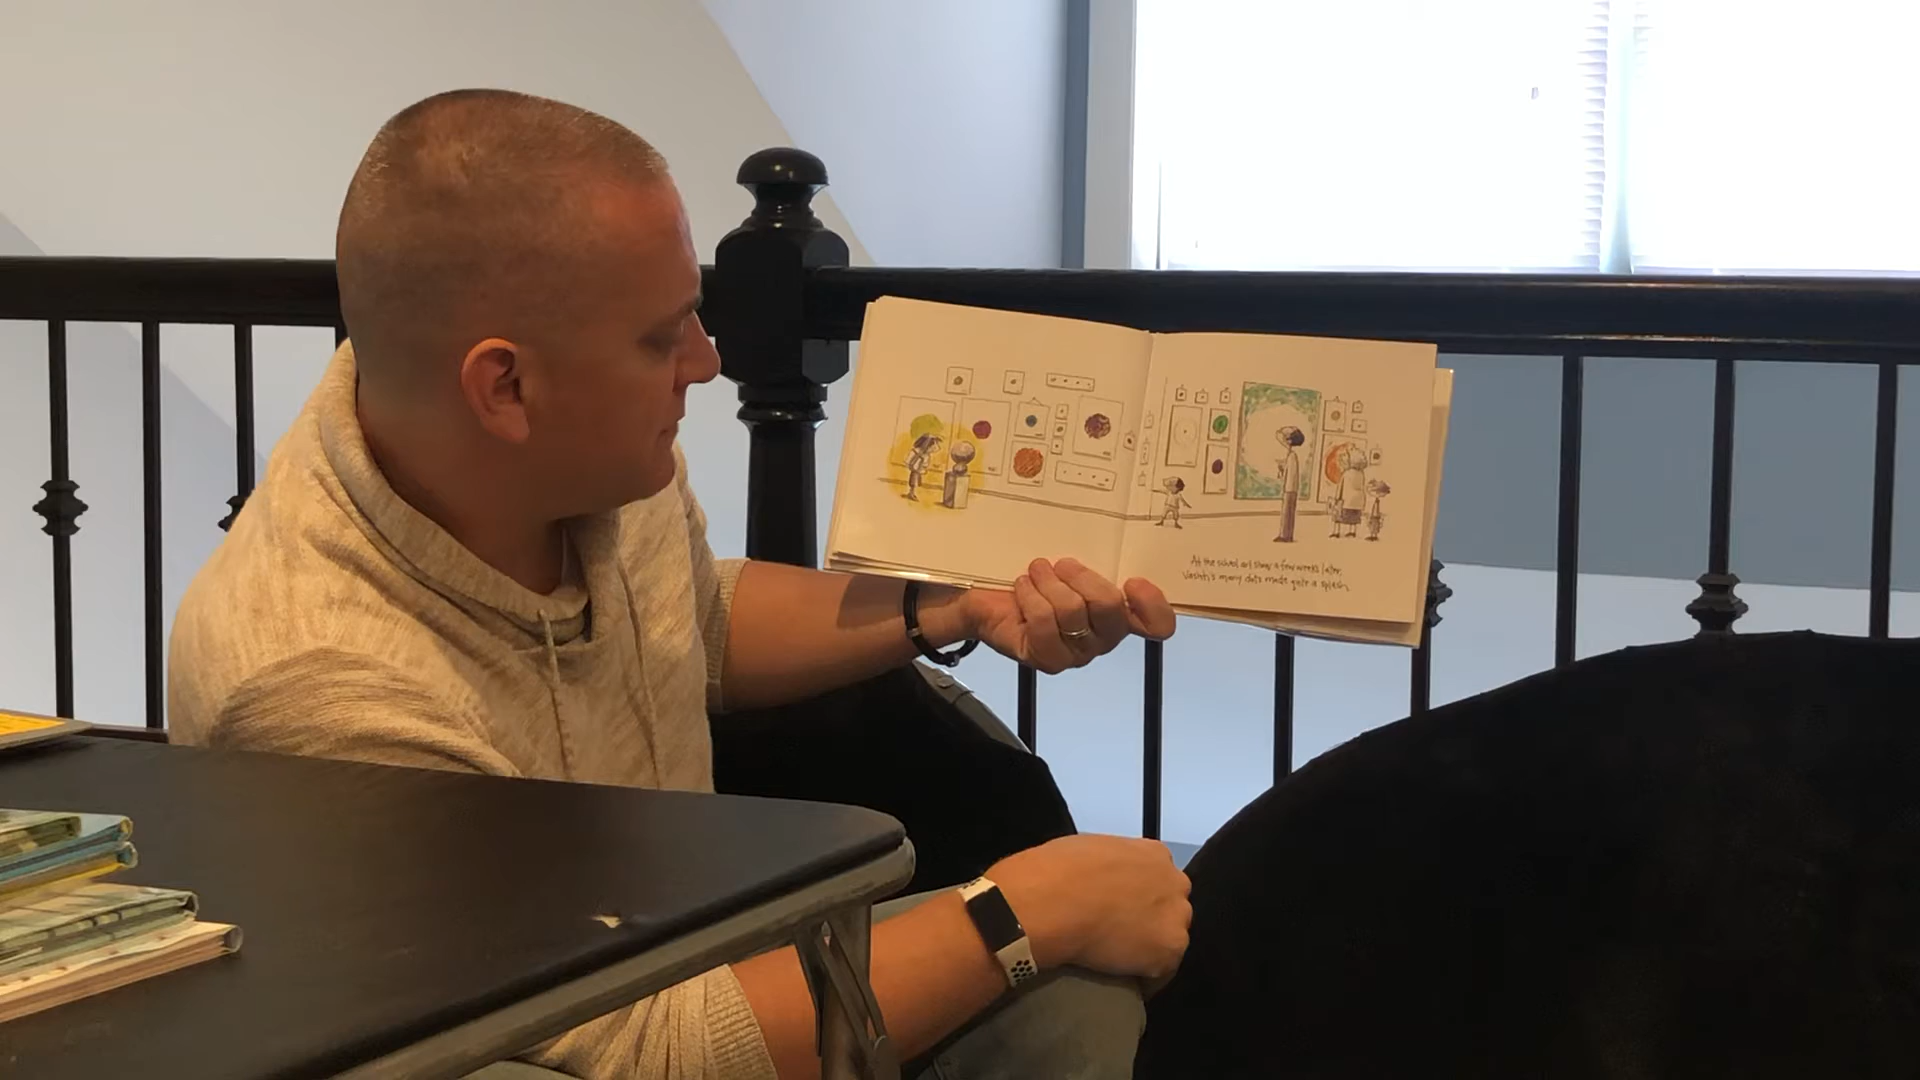 At the school art show a few weeks later,
Vashti's many dots made quite a splash.